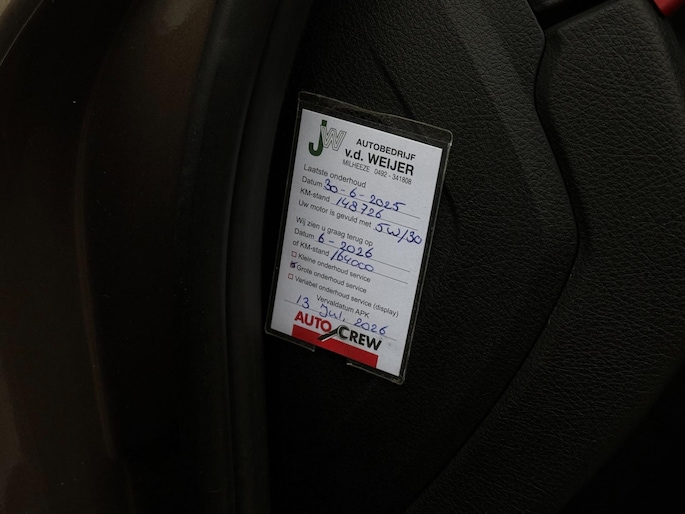 jW
AUTOBEDRIJF
v.d. WEIJER
MILHEEZE 0492 - 341808
Laatste onderhoud
Datum 30-6-2025
KM-stand 148726
Uw motor is gevuld met 5W/30
Wij zien u graag terug op
Datum 6-2026
of KM-stand 164000
Kleine onderhoud service
Grote onderhoud service
Variabel onderhoud service (display)
Vervaldatum APK
13 Jul, 2026
AUTO CREW